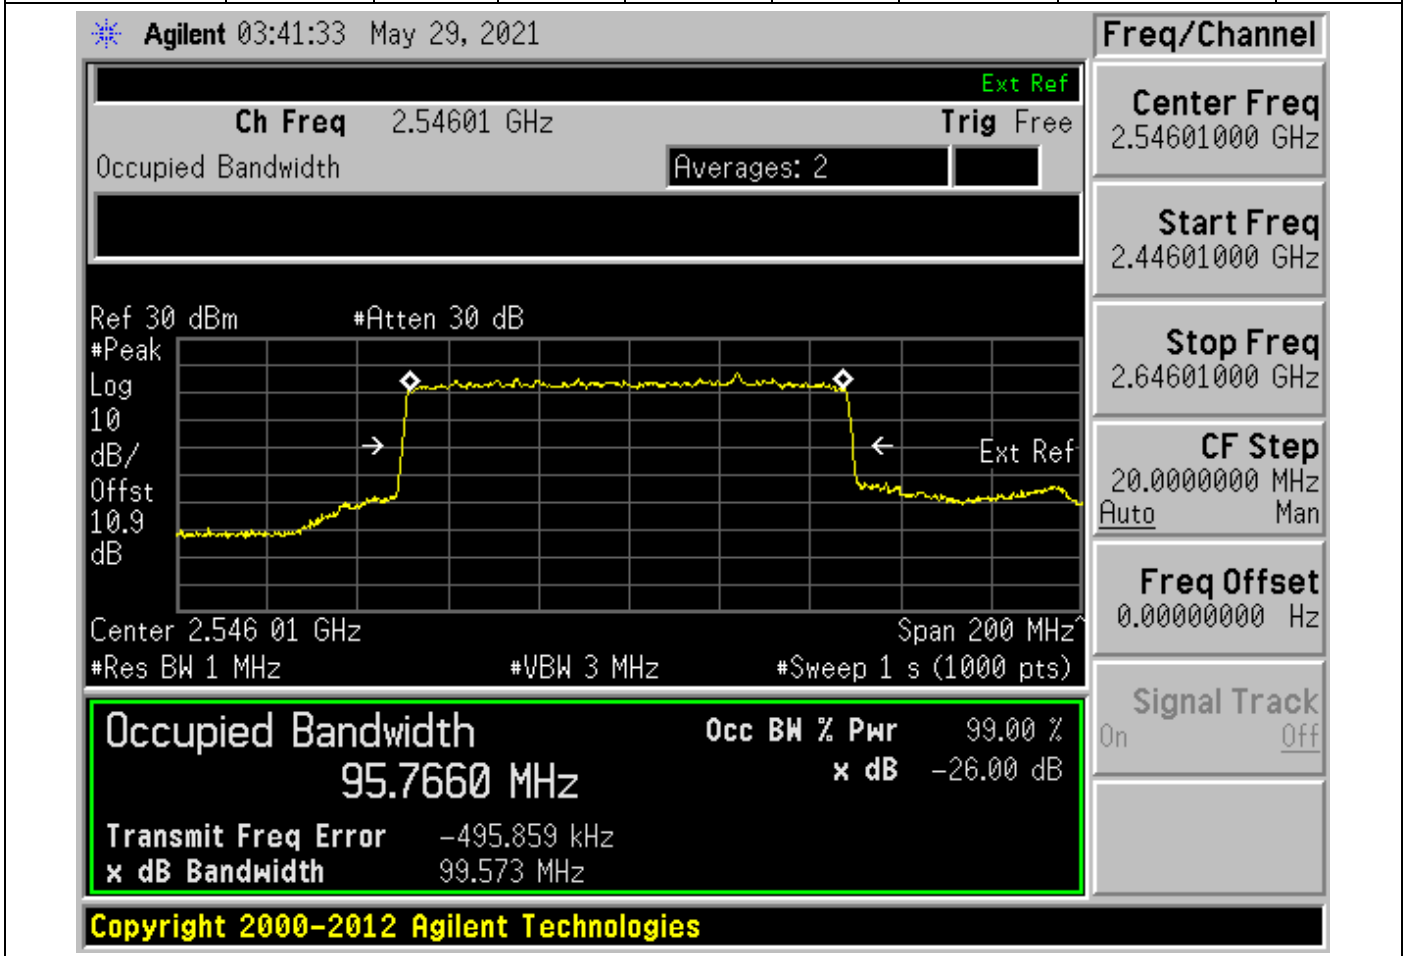 Agilent 03:41:33 May 29, 2021
Freq/Channel
Ext Ref
Ch Freq 2.54601 GHz Trig Free
Occupied Bandwidth Averages: 2
Center Freq
2.54601000 GHz
Start Freq
2.44601000 GHz
Stop Freq
2.64601000 GHz
CF Step
20.0000000 MHz
Auto Man
Freq Offset
0.00000000 Hz
Signal Track
On Off
Ref 30 dBm #Atten 30 dB
#Peak
Log
10
dB/
Offst
10.9
dB
Ext Ref
Center 2.546 01 GHz Span 200 MHz^
#Res BW 1 MHz #VBW 3 MHz #Sweep 1 s (1000 pts)
Occupied Bandwidth Occ BW % Pwr 99.00 %
95.7660 MHz x dB -26.00 dB
Transmit Freq Error -495.859 kHz
x dB Bandwidth 99.573 MHz
Copyright 2000-2012 Agilent Technologies